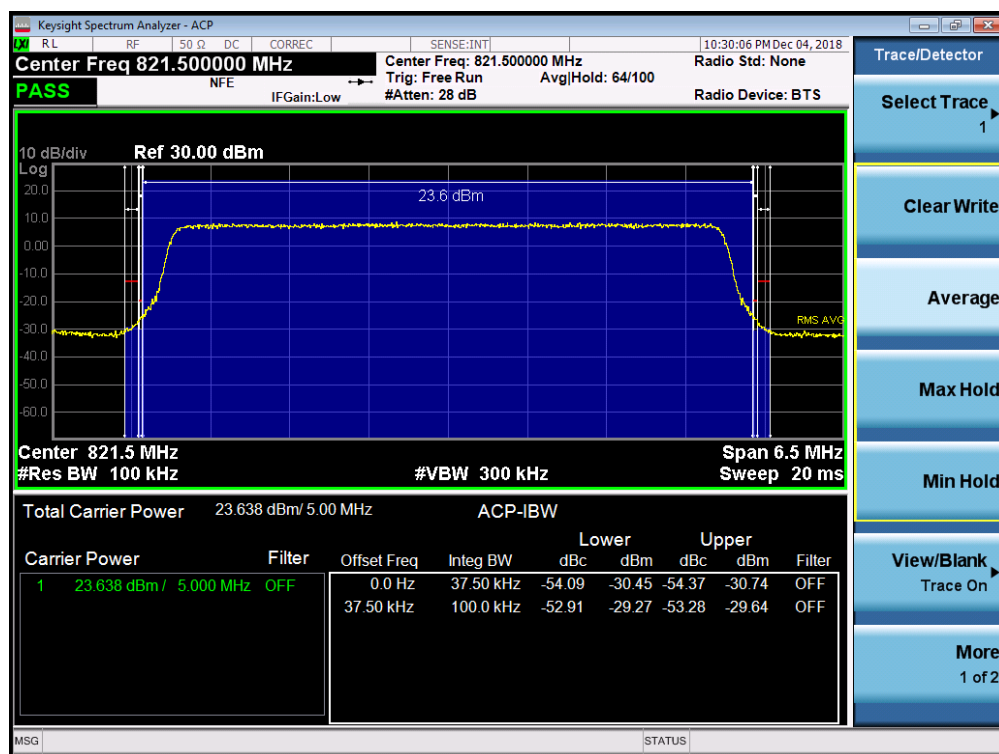 Keysight Spectrum Analyzer - ACP
LXI RL RF 50 Ω DC CORREC SENSE:INT 10:30:06 PM Dec 04, 2018
Center Freq 821.500000 MHz
Center Freq: 821.500000 MHz Radio Std: None
NFE Trig: Free Run Avg|Hold: 64/100
PASS IFGain:Low #Atten: 28 dB Radio Device: BTS
10 dB/div Ref 30.00 dBm
Log
20.0
10.0
0.00
-10.0
-20.0
-30.0
-40.0
-50.0
-60.0
23.6 dBm
RMS AVG
Center 821.5 MHz Span 6.5 MHz
#Res BW 100 kHz #VBW 300 kHz Sweep 20 ms
Total Carrier Power 23.638 dBm/ 5.00 MHz ACP-IBW
Lower Upper
Carrier Power Filter Offset Freq Integ BW dBc dBm dBc dBm Filter
1 23.638 dBm / 5.000 MHz OFF 0.0 Hz 37.50 kHz -54.09 -30.45 -54.37 -30.74 OFF
37.50 kHz 100.0 kHz -52.91 -29.27 -53.28 -29.64 OFF
MSG STATUS
Trace/Detector
Select Trace
1
Clear Write
Average
Max Hold
Min Hold
View/Blank
Trace On
More
1 of 2